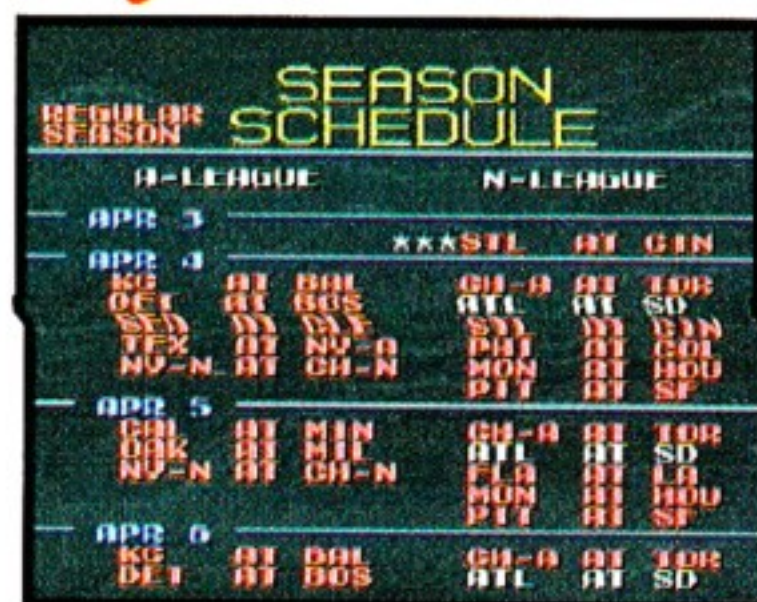 SEASON
REGULAR
SEASON SCHEDULE
A-LEAGUE N-LEAGUE
APR 3
***STL AT CIN
APR 4
KC AT BAL CH-A AT TOR
DET AT BOS ATL AT SD
SEA AT CLE STL AT CIN
TEX AT NY-A PHI AT COL
NY-N AT CH-N MON AT HOU
PIT AT SF
APR 5
CAL AT MIN CH-A AT TOR
OAK AT MIL ATL AT SD
NY-N AT CH-N FLA AT LA
MON AT HOU
PIT AT SF
APR 6
KC AT BAL CH-A AT TOR
DET AT BOS ATL AT SD